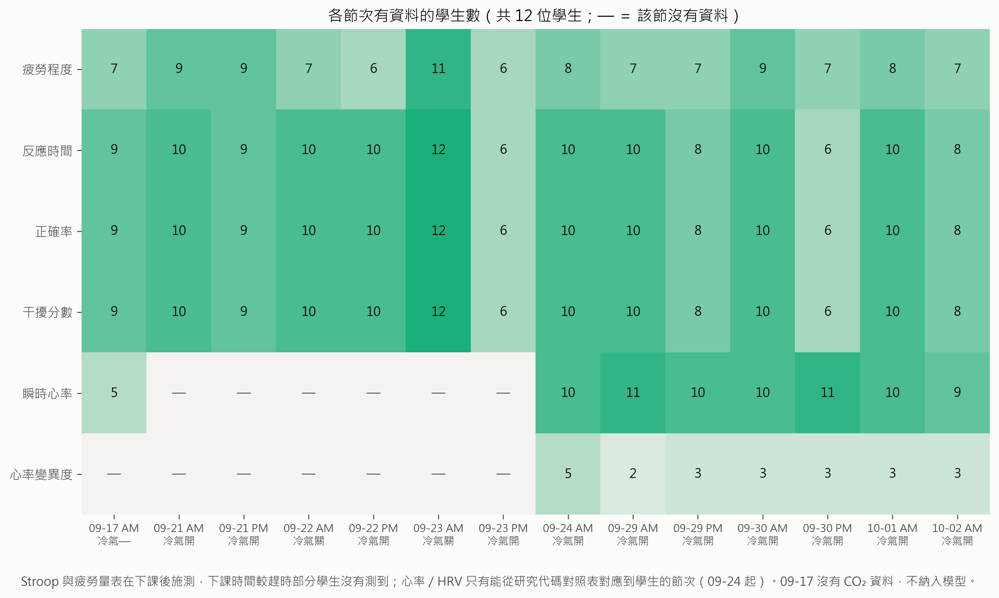 各節次有資料的學生數（共 12 位學生；— = 該節沒有資料）
疲勞程度 7 9 9 7 6 11 6 8 7 7 9 7 8 7
反應時間 9 10 9 10 10 12 6 10 10 8 10 6 10 8
正確率 9 10 9 10 10 12 6 10 10 8 10 6 10 8
干擾分數 9 10 9 10 10 12 6 10 10 8 10 6 10 8
瞬時心率 5 — — — — — — 10 11 10 10 11 10 9
心率變異度 — — — — — — — 5 2 3 3 3 3 3
09-17 AM 09-21 AM 09-21 PM 09-22 AM 09-22 PM 09-23 AM 09-23 PM 09-24 AM 09-29 AM 09-29 PM 09-30 AM 09-30 PM 10-01 AM 10-02 AM
冷氣— 冷氣開 冷氣開 冷氣關 冷氣開 冷氣關 冷氣開 冷氣開 冷氣開 冷氣開 冷氣開 冷氣開 冷氣開 冷氣開
Stroop 與疲勞量表在下課後施測，下課時間較趕時部分學生沒有測到；心率 / HRV 只有能從研究代碼對照表對應到學生的節次（09-24 起）。09-17 沒有 CO₂ 資料，不納入模型。